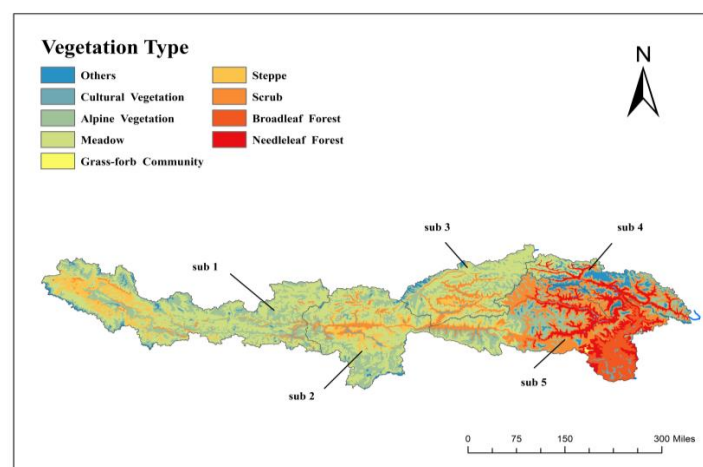 Vegetation Type
N
Others
Steppe
Cultural Vegetation
Scrub
Alpine Vegetation
Broadleaf Forest
Meadow
Needleleaf Forest
Grass-forb Community
sub 3
sub 4
sub 1
sub 5
sub 2
0 75 150 300 Miles